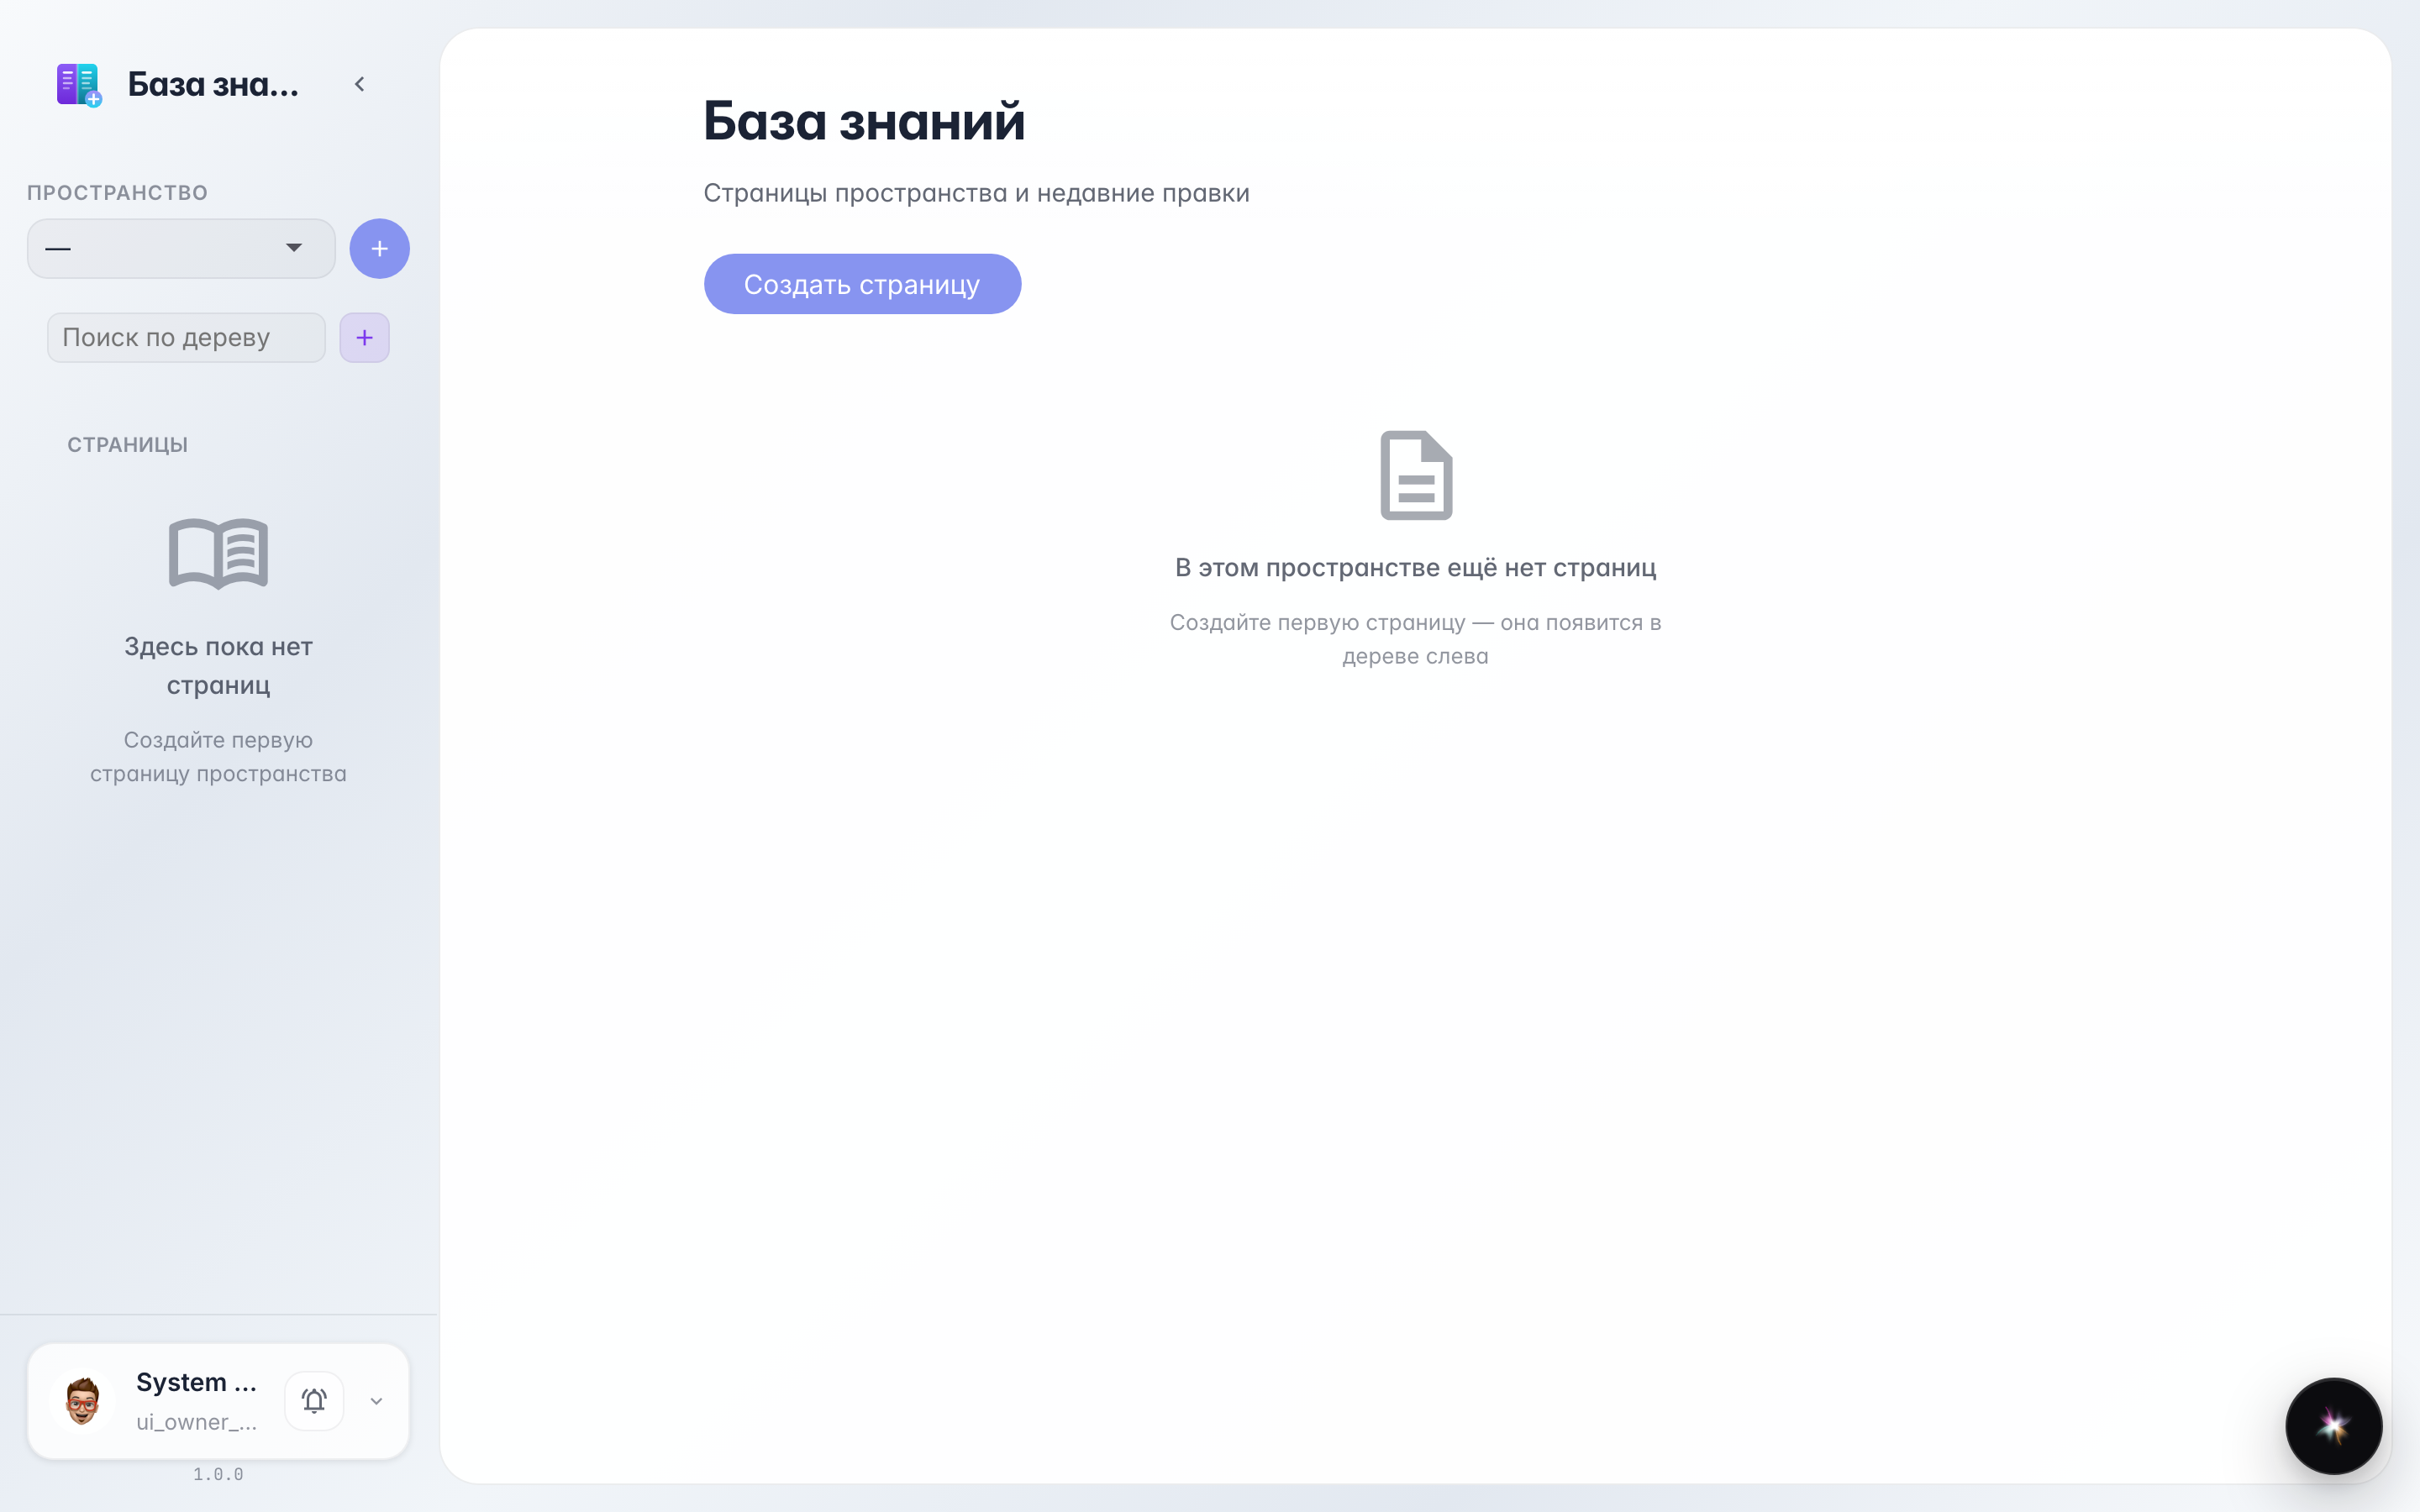 База зна...
ПРОСТРАНСТВО
—
Поиск по дереву
СТРАНИЦЫ
Здесь пока нет
страниц
Создайте первую
страницу пространства
System ...
ui_owner_...
1.0.0
База знаний
Страницы пространства и недавние правки
Создать страницу
В этом пространстве ещё нет страниц
Создайте первую страницу — она появится в
дереве слева